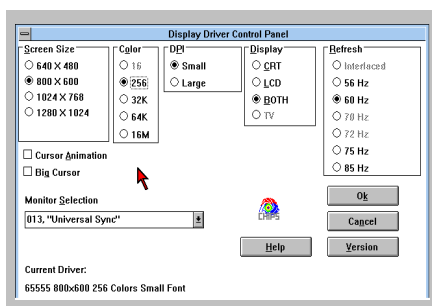 Display Driver Control Panel
Screen Size
640 X 480
800 X 600
1024 X 768
1280 X 1024
Color
16
256
32K
64K
16M
DPI
Small
Large
Display
CRT
LCD
BOTH
TV
Refresh
Interlaced
56 Hz
60 Hz
70 Hz
72 Hz
75 Hz
85 Hz
Cursor Animation
Big Cursor
Monitor Selection
013, "Universal Sync"
CHIPS
Ok
Cancel
Help
Version
Current Driver:
65555 800x600 256 Colors Small Font